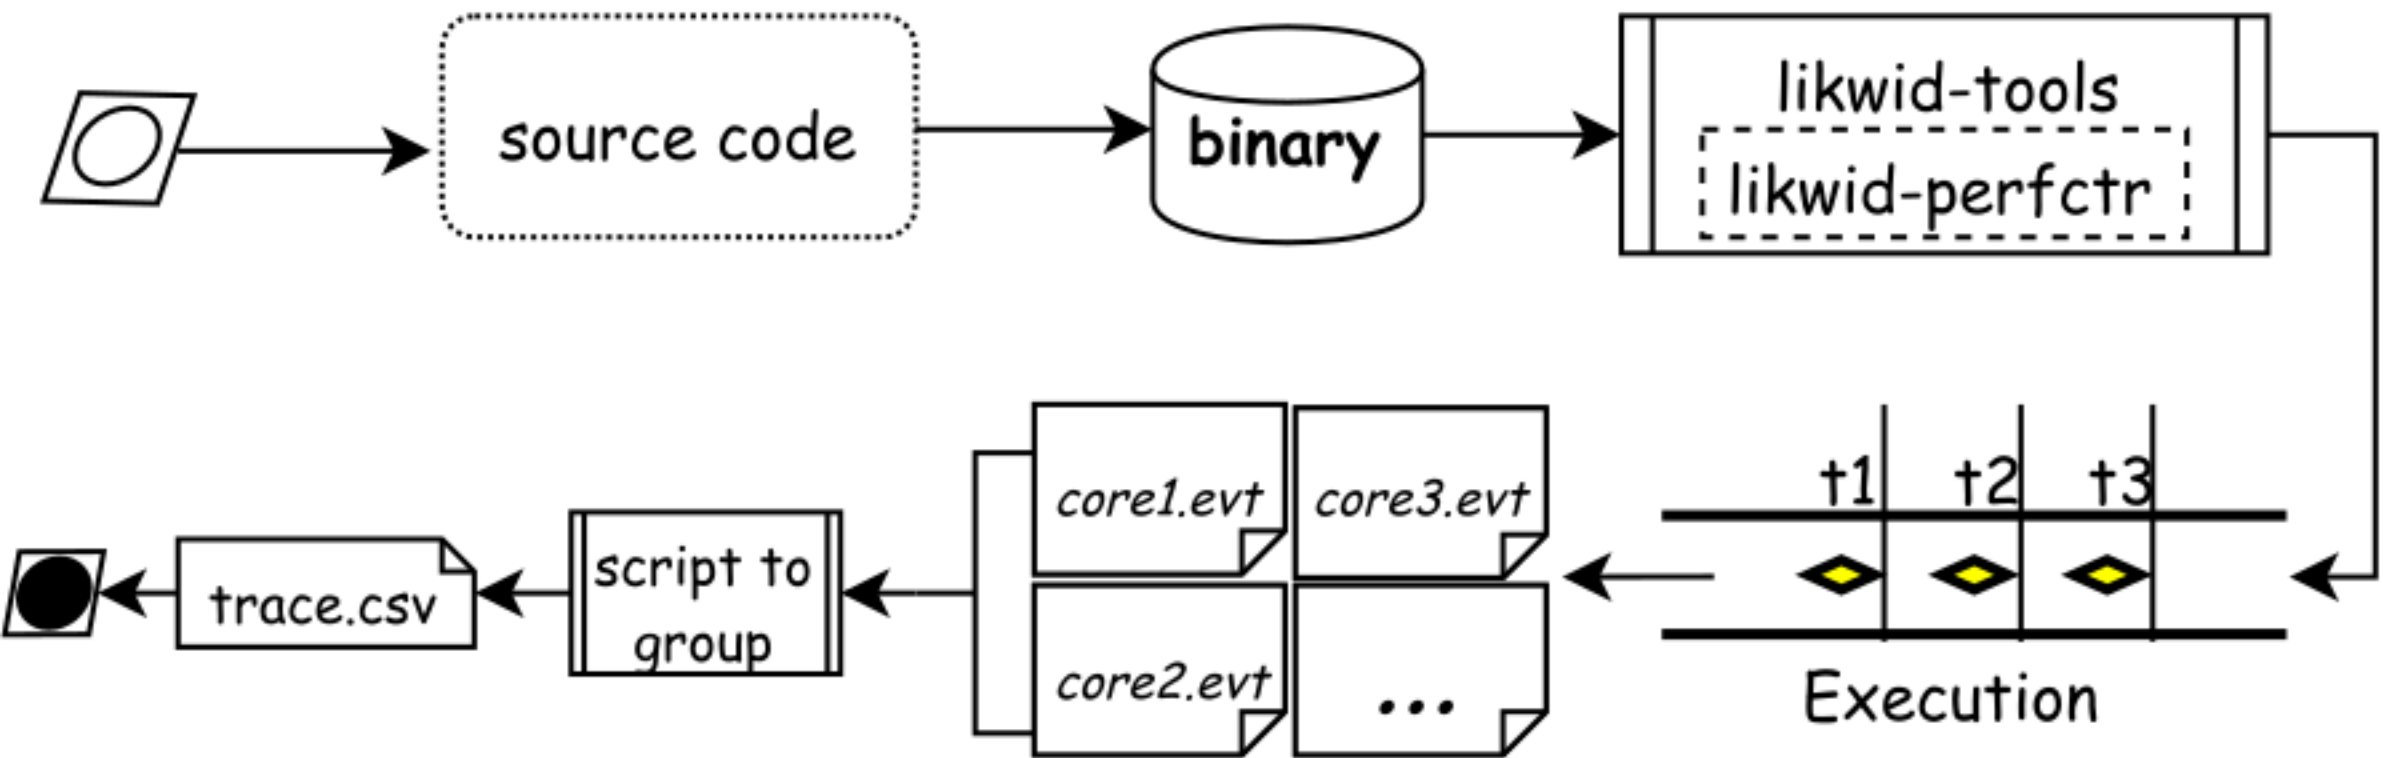 source code
binary
likwid-tools
likwid-perfctr
t1 t2 t3
Execution
core1.evt
core3.evt
core2.evt
...
script to
group
trace.csv